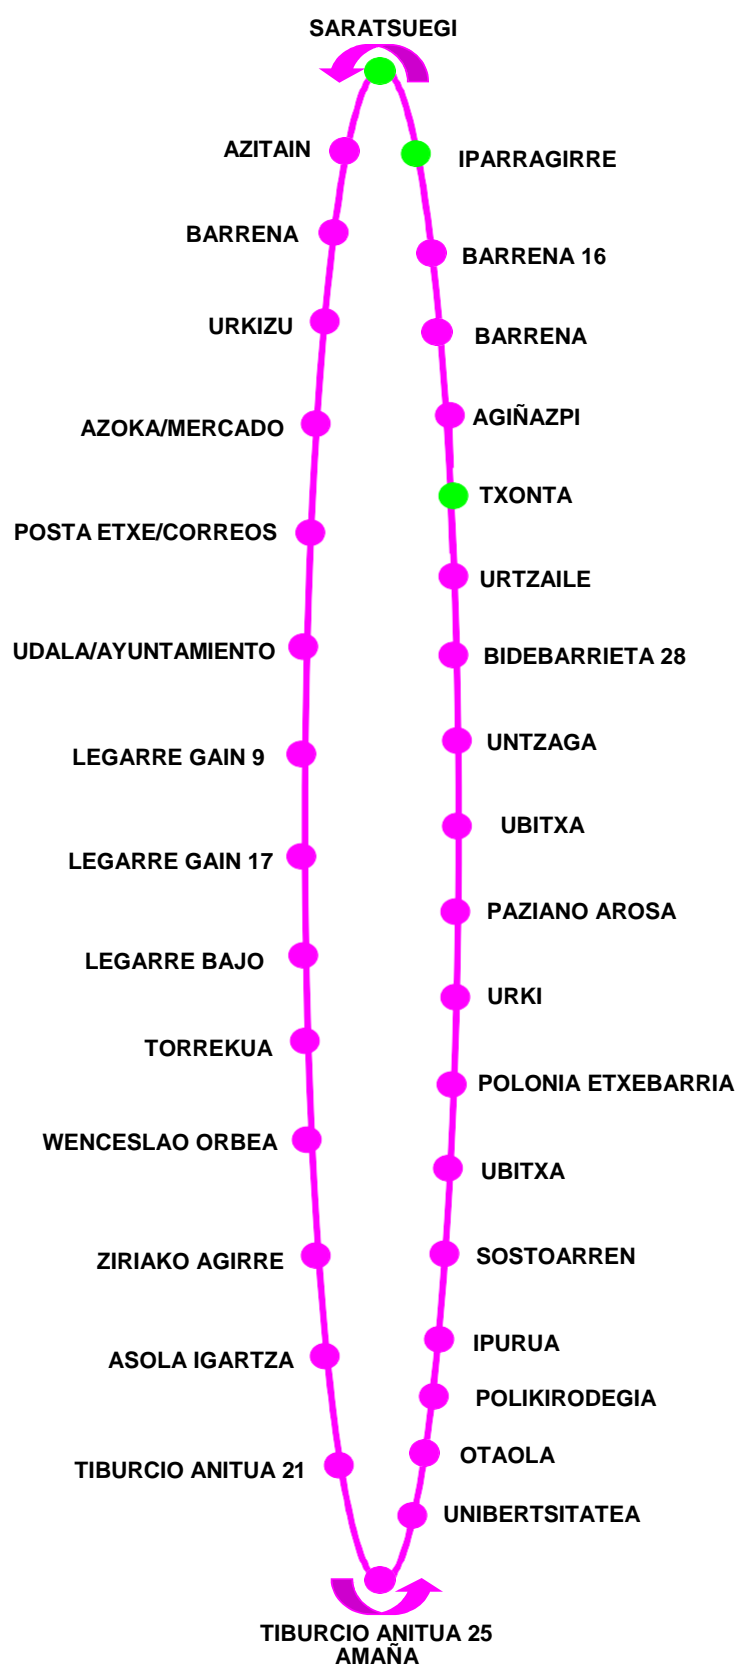 SARATSUEGI
AZITAIN
IPARRAGIRRE
BARRENA
BARRENA 16
URKIZU
BARRENA
AZOKA/MERCADO
AGIÑAZPI
TXONTA
POSTA ETXE/CORREOS
URTZAILE
UDALA/AYUNTAMIENTO
BIDEBARRIETA 28
LEGARRE GAIN 9
UNTZAGA
UBITXA
LEGARRE GAIN 17
PAZIANO AROSA
LEGARRE BAJO
URKI
TORREKUA
POLONIA ETXEBARRIA
WENCESLAO ORBEA
UBITXA
ZIRIAKO AGIRRE
SOSTOARREN
IPURUA
ASOLA IGARTZA
POLIKIRODEGIA
OTAOLA
TIBURCIO ANITUA 21
UNIBERTSITATEA
TIBURCIO ANITUA 25
AMAÑA